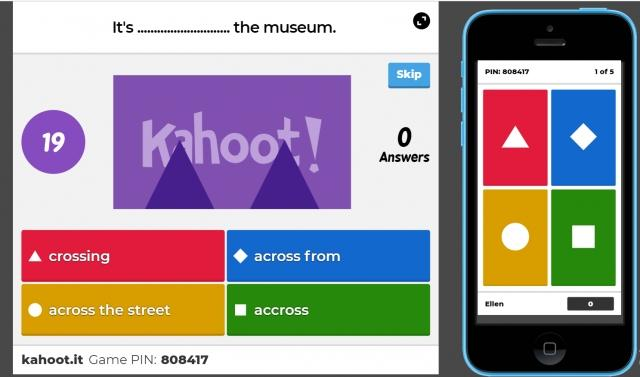 It's ............................ the museum.
Skip
19
Kahoot!
0
Answers
crossing
across from
across the street
accross
kahoot.it Game PIN: 808417
PIN: 808417
1 of 5
Ellen
0